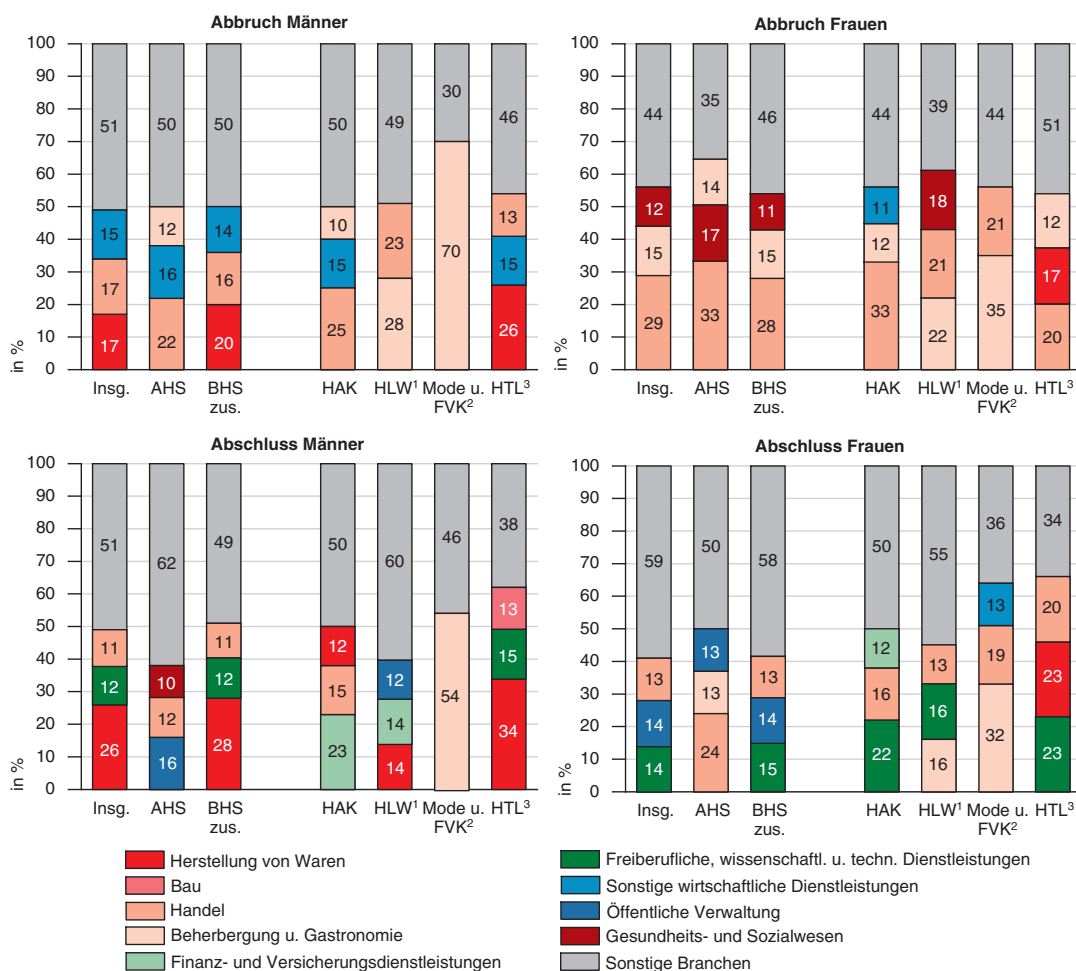 Abbruch Männer
100
90
80
70
60
50
40
30
20
10
0
in %
51 50 50 50 49 30 46
15 12 14 10 23 70 13
17 16 16 15 28 15
17 22 20 25 26
Insg. AHS BHS zus. HAK HLW¹ Mode u. FVK² HTL³
Abbruch Frauen
100
90
80
70
60
50
40
30
20
10
0
in %
44 35 46 44 39 44 51
12 14 11 11 18 21 12
15 17 15 12 21 35 17
29 33 28 33 22 20
Insg. AHS BHS zus. HAK HLW¹ Mode u. FVK² HTL³
Abschluss Männer
100
90
80
70
60
50
40
30
20
10
0
in %
51 62 49 50 60 46 38
11 10 11 12 12 54 13
12 12 12 15 14 15
26 16 28 23 14 34
Insg. AHS BHS zus. HAK HLW¹ Mode u. FVK² HTL³
Abschluss Frauen
100
90
80
70
60
50
40
30
20
10
0
in %
59 50 58 50 55 36 34
13 13 13 12 13 13 20
14 13 14 16 16 19 23
14 24 15 22 16 32 23
Insg. AHS BHS zus. HAK HLW¹ Mode u. FVK² HTL³
Herstellung von Waren
Bau
Handel
Beherbergung u. Gastronomie
Finanz- und Versicherungsdienstleistungen
Freiberufliche, wissenschaftl. u. techn. Dienstleistungen
Sonstige wirtschaftliche Dienstleistungen
Öffentliche Verwaltung
Gesundheits- und Sozialwesen
Sonstige Branchen